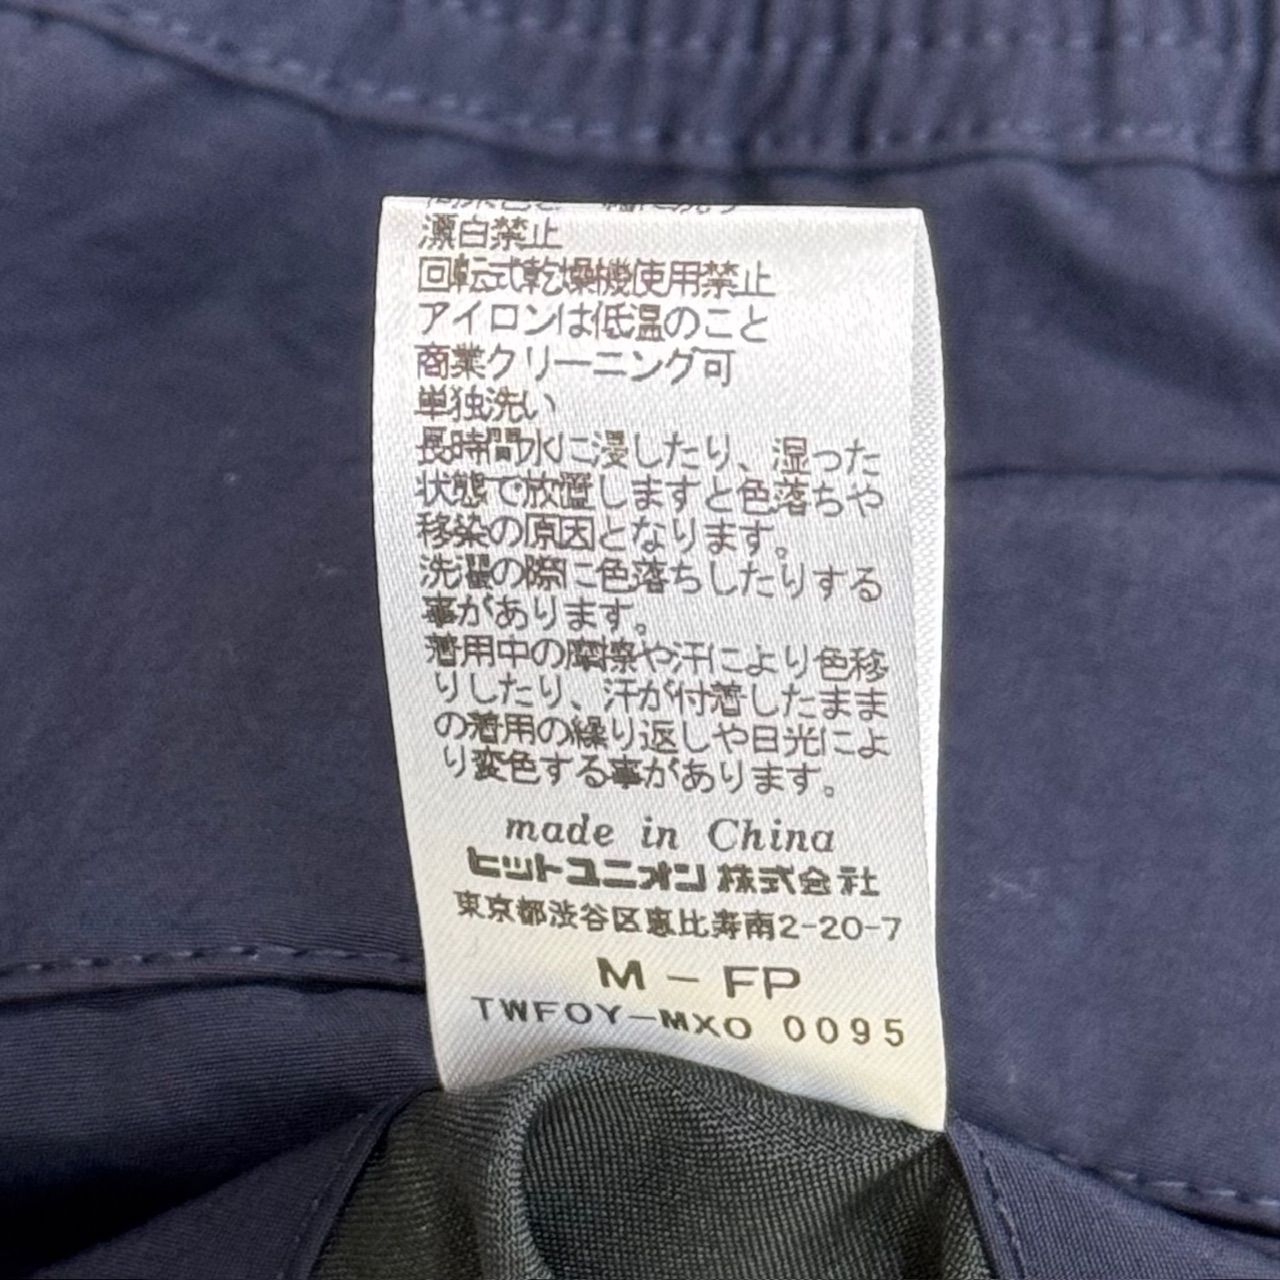 漂白禁止
回転式乾燥機使用禁止
アイロンは低温のこと
商業クリーニング可
単独洗い
長時間水に浸したり、湿った
状態で放置しますと色落ちや
移染の原因となります。
洗濯の際に色落ちしたりする
事があります。
着用中の摩擦や汗により色移
りしたり、汗が付着したまま
の着用の繰り返しや日光によ
り変色する事があります。
made in China
ヒットユニオン株式会社
東京都渋谷区恵比寿南2-20-7
M - FP
TWFOY-MXO 0095